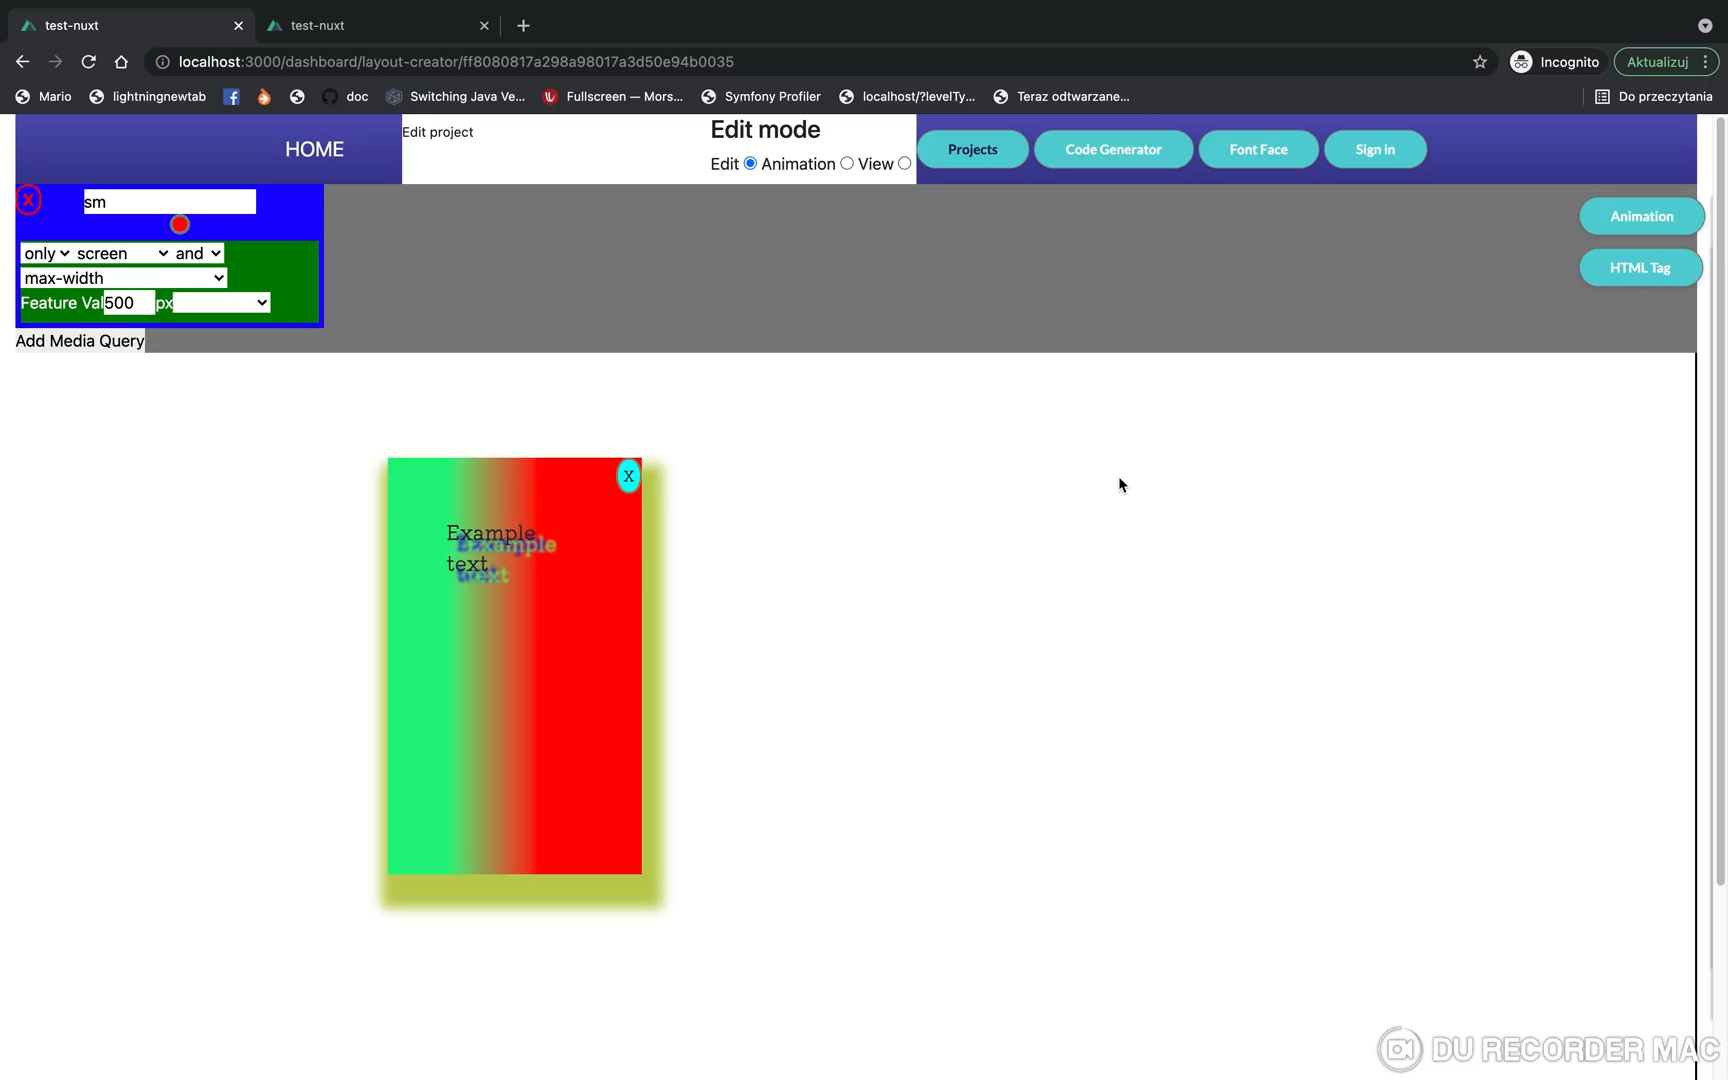 test-nuxt
test-nuxt
localhost:3000/dashboard/layout-creator/ff8080817a298a98017a3d50e94b0035
Incognito
Aktualizuj
Mario
lightningnewtab
doc
Switching Java Ve...
Fullscreen — Mors...
Symfony Profiler
localhost/?levelTy...
Teraz odtwarzane...
Do przeczytania
HOME
Edit project
Edit mode
Edit Animation View
Projects
Code Generator
Font Face
Sign in
X
sm
only screen and
max-width
Feature Val 500 px
Add Media Query
Animation
HTML Tag
X
Example
text
DU RECORDER MAC